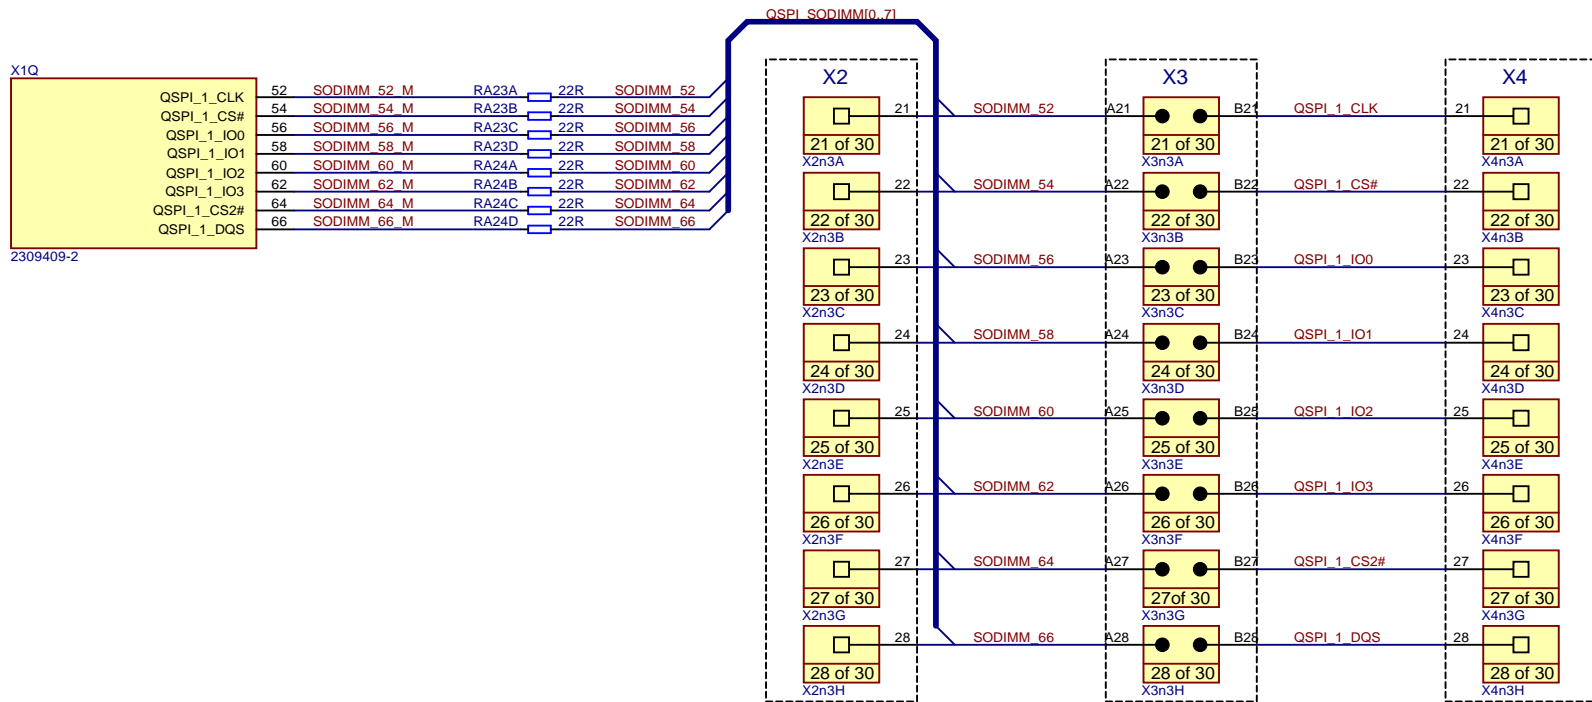 QSPI_SODIMM[0..7]
X1Q
QSPI_1_CLK 52 SODIMM_52_M RA23A 22R SODIMM_52
QSPI_1_CS# 54 SODIMM_54_M RA23B 22R SODIMM_54
QSPI_1_IO0 56 SODIMM_56_M RA23C 22R SODIMM_56
QSPI_1_IO1 58 SODIMM_58_M RA23D 22R SODIMM_58
QSPI_1_IO2 60 SODIMM_60_M RA24A 22R SODIMM_60
QSPI_1_IO3 62 SODIMM_62_M RA24B 22R SODIMM_62
QSPI_1_CS2# 64 SODIMM_64_M RA24C 22R SODIMM_64
QSPI_1_DQS 66 SODIMM_66_M RA24D 22R SODIMM_66
2309409-2
X2 X3 X4
21 SODIMM_52 A21 B21 QSPI_1_CLK 21
21 of 30 21 of 30 21 of 30
X2n3A X3n3A X4n3A
22 SODIMM_54 A22 B22 QSPI_1_CS# 22
22 of 30 22 of 30 22 of 30
X2n3B X3n3B X4n3B
23 SODIMM_56 A23 B23 QSPI_1_IO0 23
23 of 30 23 of 30 23 of 30
X2n3C X3n3C X4n3C
24 SODIMM_58 A24 B24 QSPI_1_IO1 24
24 of 30 24 of 30 24 of 30
X2n3D X3n3D X4n3D
25 SODIMM_60 A25 B25 QSPI_1_IO2 25
25 of 30 25 of 30 25 of 30
X2n3E X3n3E X4n3E
26 SODIMM_62 A26 B26 QSPI_1_IO3 26
26 of 30 26 of 30 26 of 30
X2n3F X3n3F X4n3F
27 SODIMM_64 A27 B27 QSPI_1_CS2# 27
27 of 30 27of 30 27 of 30
X2n3G X3n3G X4n3G
28 SODIMM_66 A28 B28 QSPI_1_DQS 28
28 of 30 28 of 30 28 of 30
X2n3H X3n3H X4n3H